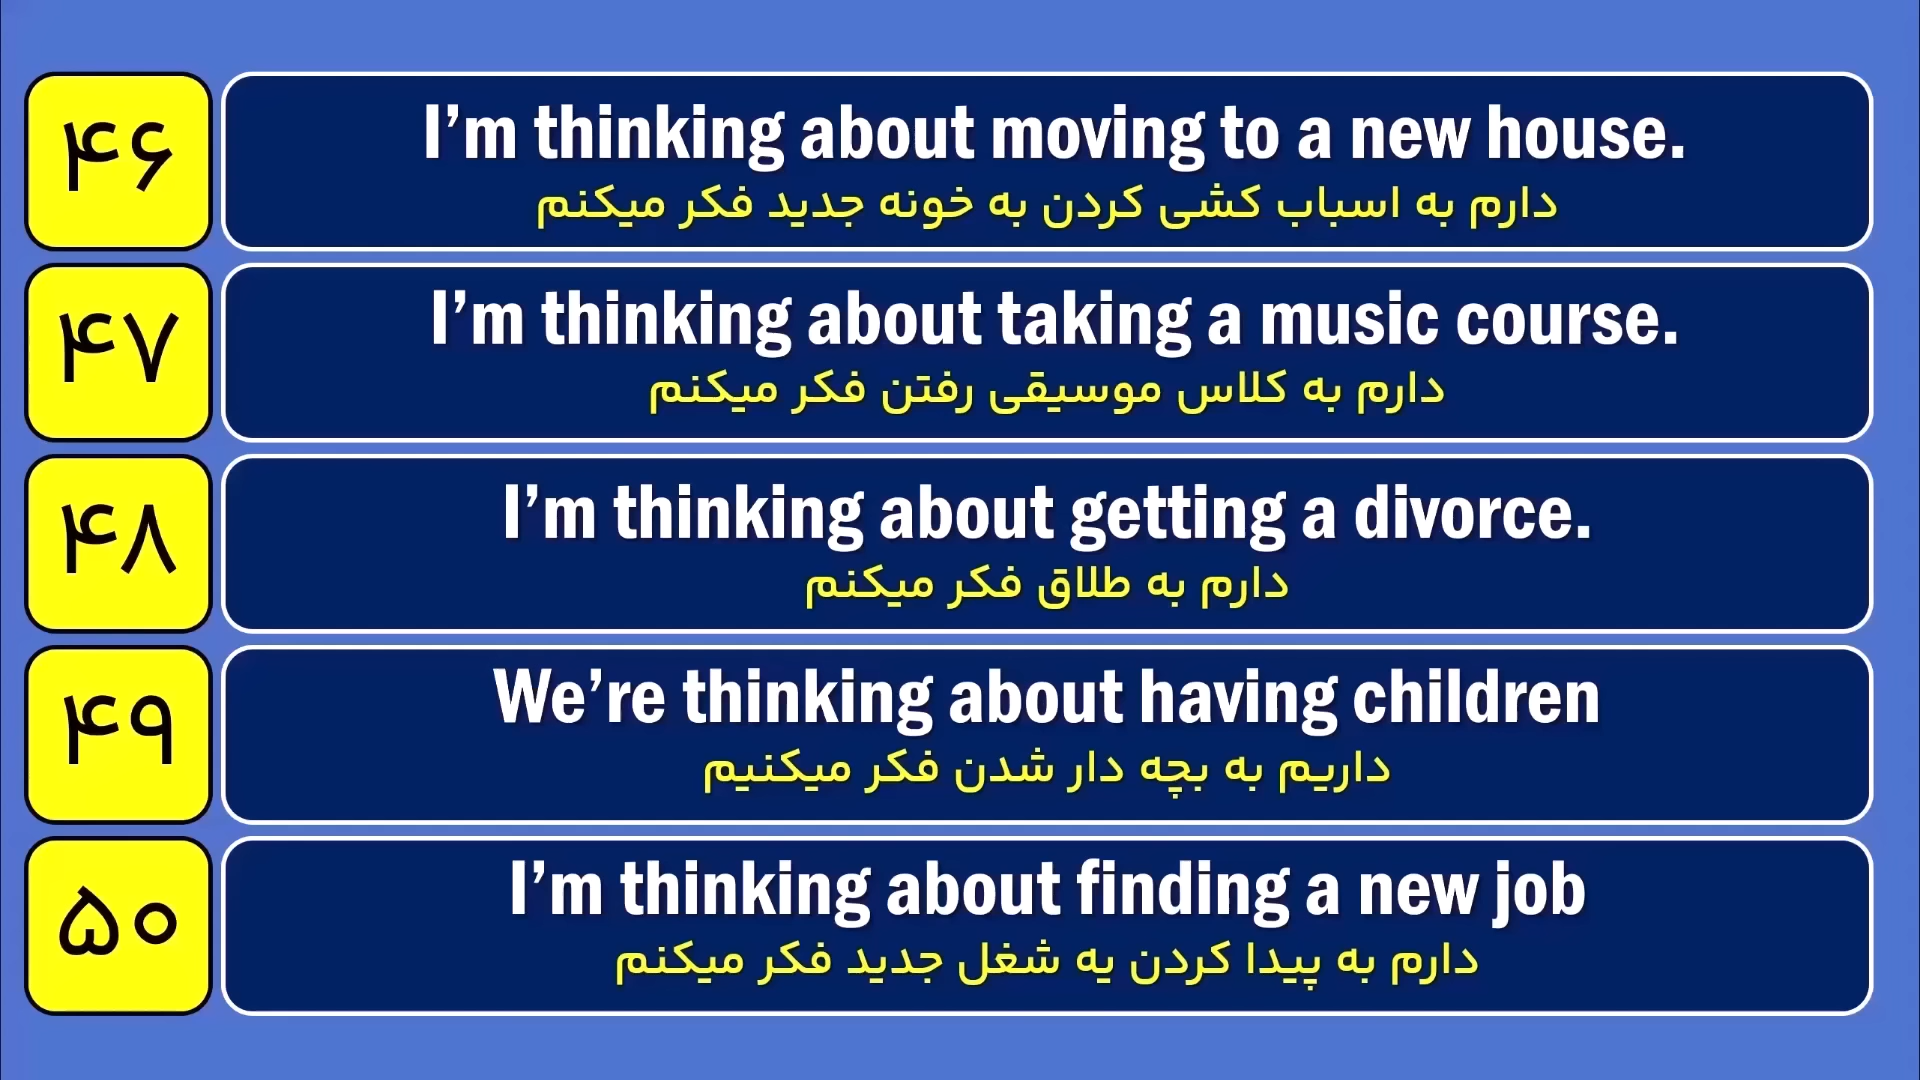 ۴۶
I’m thinking about moving to a new house.
دارم به اسباب کشی کردن به خونه جدید فکر میکنم
۴۷
I’m thinking about taking a music course.
دارم به کلاس موسیقی رفتن فکر میکنم
۴۸
I’m thinking about getting a divorce.
دارم به طلاق فکر میکنم
۴۹
We’re thinking about having children
داریم به بچه دار شدن فکر میکنیم
۵۰
I’m thinking about finding a new job
دارم به پیدا کردن یه شغل جدید فکر میکنم